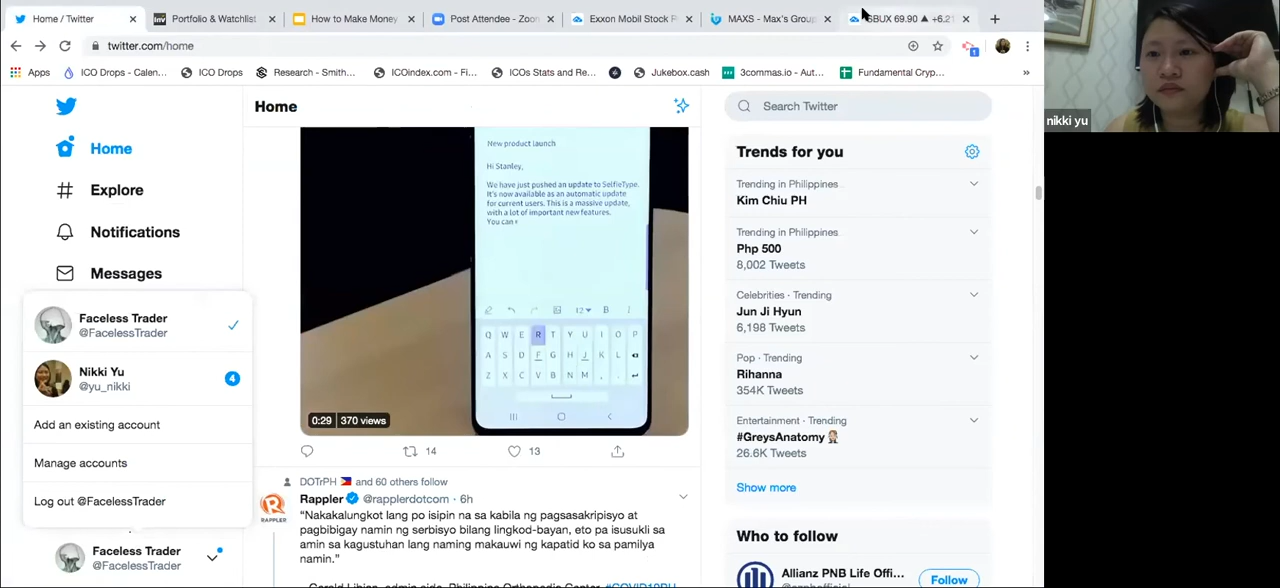 Home / Twitter
Portfolio & Watchlist
How to Make Money
Post Attendee - Zoon
Exxon Mobil Stock P
MAXS - Max's Group
SBUX 69.90 ▲ +6.21
twitter.com/home
Apps
ICO Drops - Calen...
ICO Drops
Research - Smith...
ICOindex.com - Fi...
ICOs Stats and Re...
Jukebox.cash
3commas.io - Aut...
Fundamental Cryp...
»
nikki yu
Home
Explore
Notifications
Messages
Faceless Trader
@FacelessTrader
Nikki Yu
@yu_nikki
4
Add an existing account
Manage accounts
Log out @FacelessTrader
Faceless Trader
@FacelessTrader
Home
New product launch
Hi Stanley,
We have just pushed an update to SelfieType.
It's now available as an automatic update
for current users. This is a massive update,
with a lot of important new features.
You can
12 B I
Q W E R T Y U I O P
A S D F G H J K L
Z X C V B N M , .
0:29 370 views
14 13
DOTrPH 🇵🇭 and 60 others follow
RAPPLER
Rappler @rapplerdotcom · 6h
“Nakakalungkot lang po isipin na sa kabila ng pagsasakripisyo at
pagbibigay namin ng serbisyo bilang lingkod-bayan, eto pa isusukli sa
amin sa kagustuhan lang naming makauwi ng kapatid ko sa pamilya
namin.”
Search Twitter
Trends for you
Trending in Philippines
Kim Chiu PH
Trending in Philippines
Php 500
8,002 Tweets
Celebrities · Trending
Jun Ji Hyun
6,198 Tweets
Pop · Trending
Rihanna
354K Tweets
Entertainment · Trending
#GreysAnatomy
26.6K Tweets
Show more
Who to follow
Allianz PNB Life Offi...
Follow